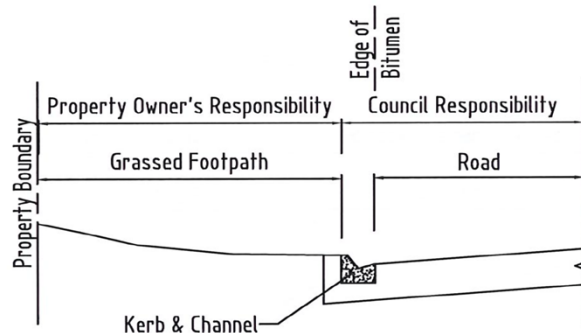 Edge of
Bitumen
Property Owner's Responsibility
Council Responsibility
Grassed Footpath
Road
Property Boundary
Kerb & Channel